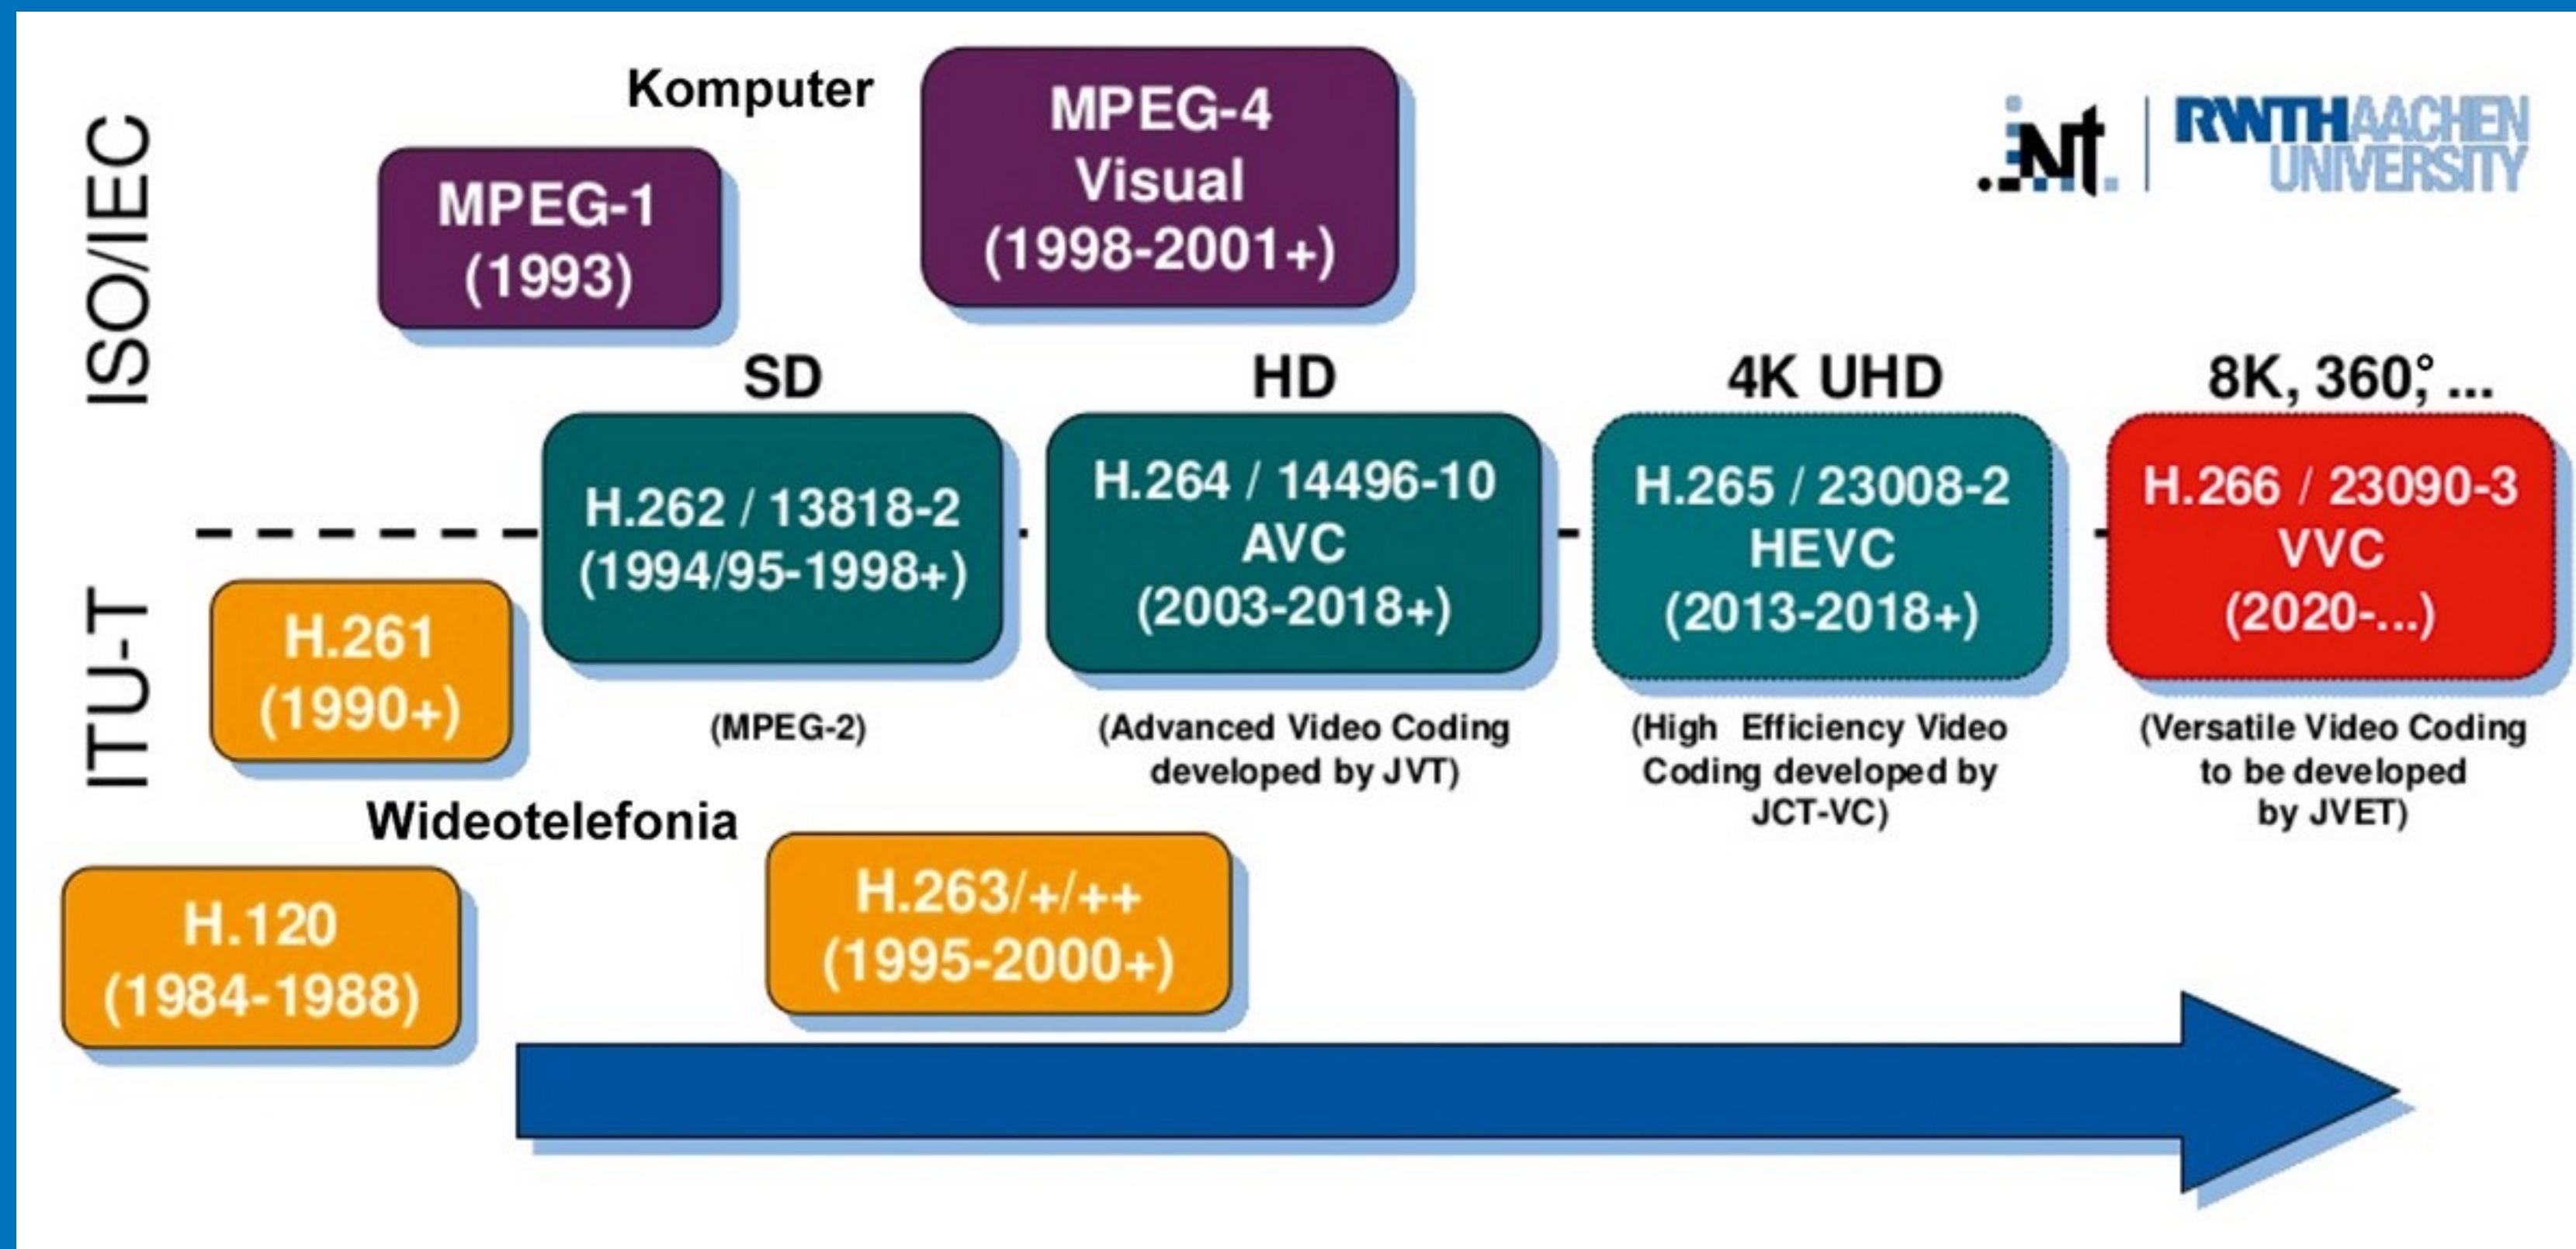 ISO/IEC
Komputer
MPEG-1
(1993)
MPEG-4
Visual
(1998-2001+)
.Nt.
RWTHAACHEN
UNIVERSITY
SD
H.262 / 13818-2
(1994/95-1998+)
(MPEG-2)
HD
H.264 / 14496-10
AVC
(2003-2018+)
(Advanced Video Coding
developed by JVT)
4K UHD
H.265 / 23008-2
HEVC
(2013-2018+)
(High Efficiency Video
Coding developed by
JCT-VC)
8K, 360°, ...
H.266 / 23090-3
VVC
(2020-...)
(Versatile Video Coding
to be developed
by JVET)
ITU-T
H.261
(1990+)
Wideotelefonia
H.120
(1984-1988)
H.263/+/++
(1995-2000+)